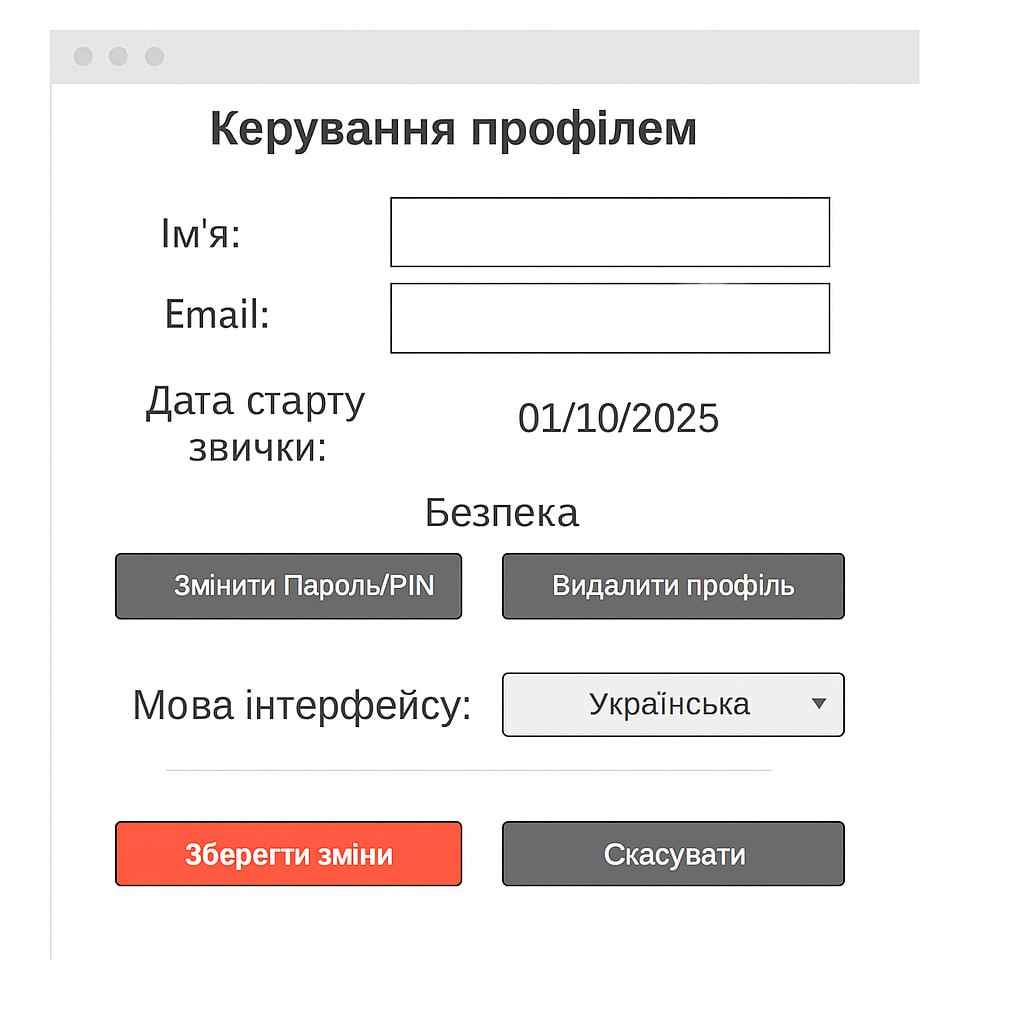 Керування профілем
Ім'я:
Email:
Дата старту
звички:
01/10/2025
Безпека
Змінити Пароль/PIN
Видалити профіль
Мова інтерфейсу:
Українська
Зберегти зміни
Скасувати